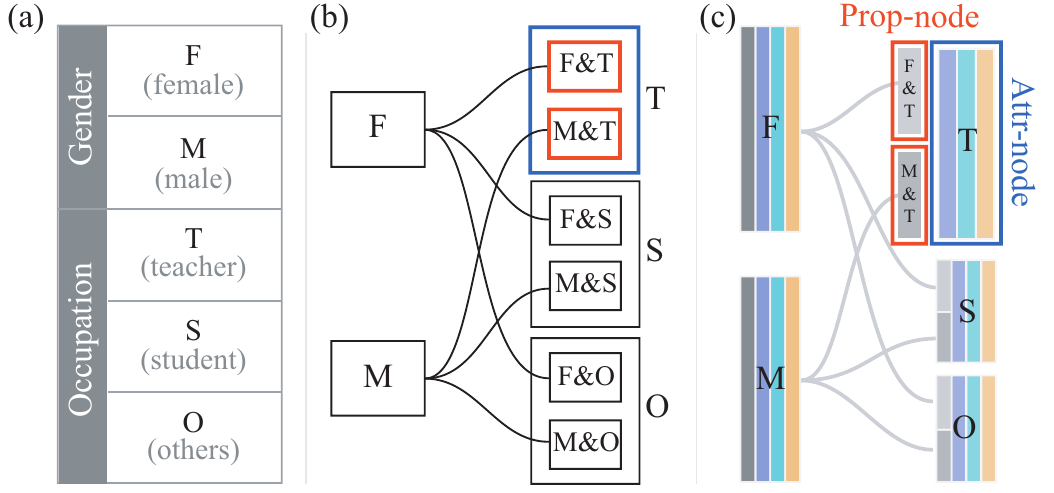 (a)
Gender
F
(female)
M
(male)
Occupation
T
(teacher)
S
(student)
O
(others)
(b)
F
M
F&T
M&T
T
F&S
M&S
S
F&O
M&O
O
(c)
Prop-node
Attr-node
F
M
F
&
T
M
&
T
T
S
O